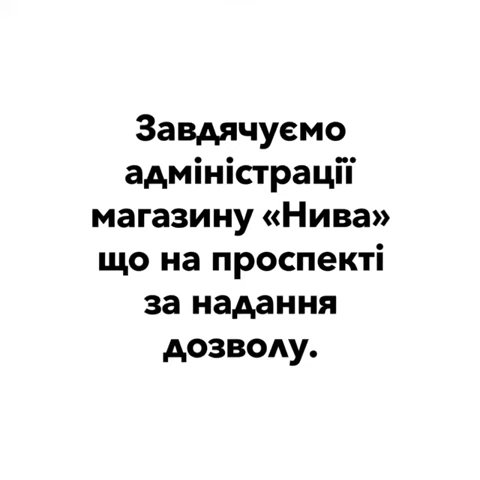 Завдячуємо
адміністрації
магазину «Нива»
що на проспекті
за надання
дозволу.